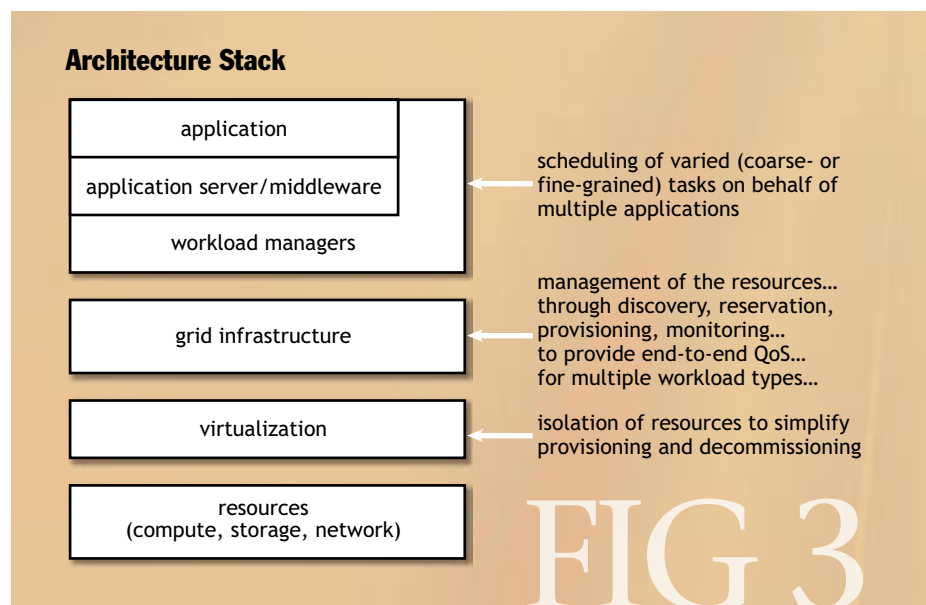 Architecture Stack
application
application server/middleware
workload managers
scheduling of varied (coarse- or
fine-grained) tasks on behalf of
multiple applications
grid infrastructure
management of the resources…
through discovery, reservation,
provisioning, monitoring…
to provide end-to-end QoS…
for multiple workload types…
virtualization
isolation of resources to simplify
provisioning and decommissioning
resources
(compute, storage, network)
FIG 3